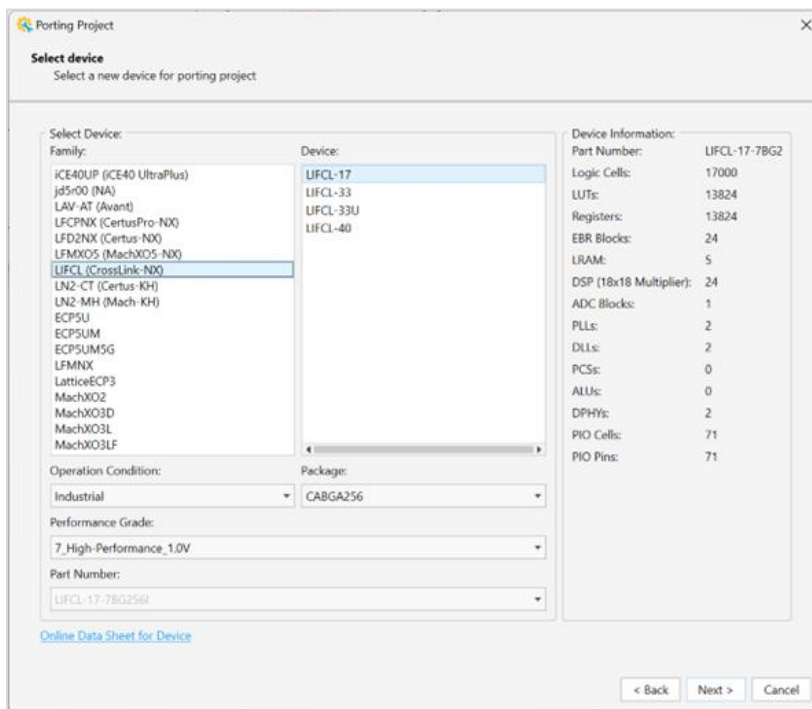 Porting Project
Select device
Select a new device for porting project
Select Device:
Family:
iCE40UP (iCE40 UltraPlus)
jd5r00 (NA)
LAV-AT (Avant)
LFCPNX (CertusPro-NX)
LFD2NX (Certus-NX)
LFMXO5 (MachXO5-NX)
LIFCL (CrossLink-NX)
LN2-CT (Certus-KH)
LN2-MH (Mach-KH)
ECP5U
ECP5UM
ECP5UM5G
LFMNX
LatticeECP3
MachXO2
MachXO3D
MachXO3L
MachXO3LF
Device:
LIFCL-17
LIFCL-33
LIFCL-33U
LIFCL-40
Operation Condition:
Industrial
Package:
CABGA256
Performance Grade:
7_High-Performance_1.0V
Part Number:
LIFCL-17-7BG256I
Online Data Sheet for Device
Device Information:
Part Number: LIFCL-17-7BG2
Logic Cells: 17000
LUTs: 13824
Registers: 13824
EBR Blocks: 24
LRAM: 5
DSP (18x18 Multiplier): 24
ADC Blocks: 1
PLLs: 2
DLLs: 2
PCSs: 0
ALUs: 0
DPHYs: 2
PIO Cells: 71
PIO Pins: 71
< Back
Next >
Cancel